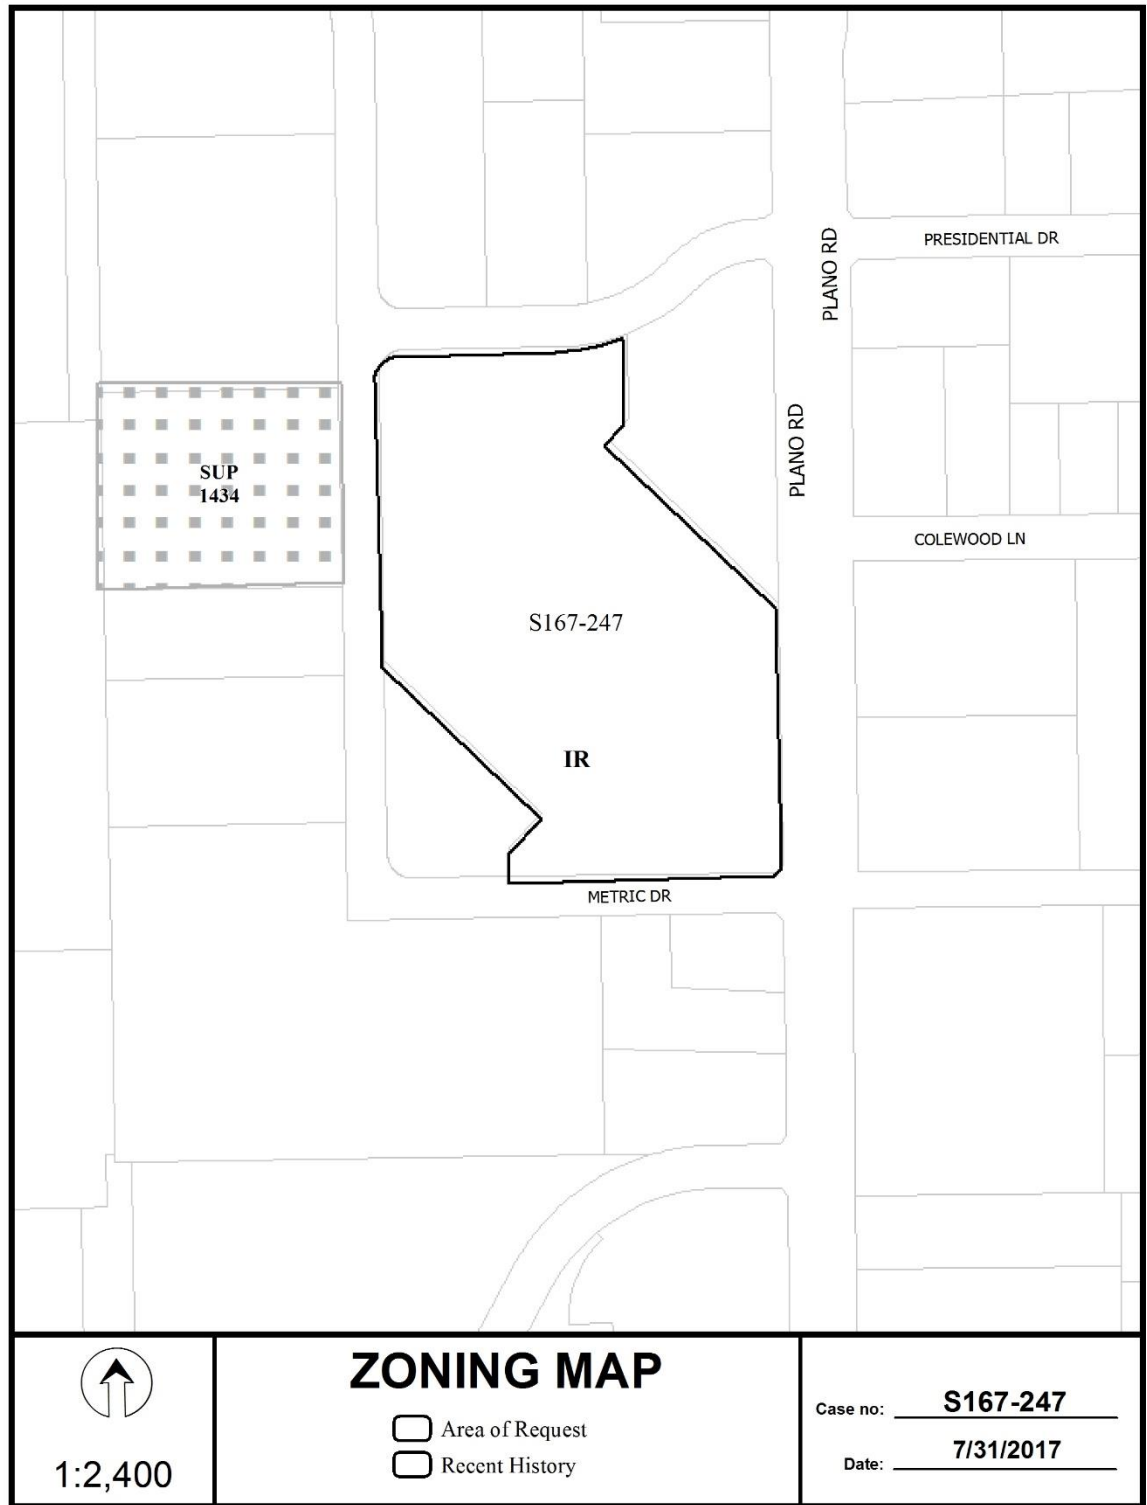 PRESIDENTIAL DR
PLANO RD
PLANO RD
SUP
1434
COLEWOOD LN
S167-247
IR
METRIC DR
1:2,400
ZONING MAP
Area of Request
Recent History
Case no: S167-247
Date: 7/31/2017